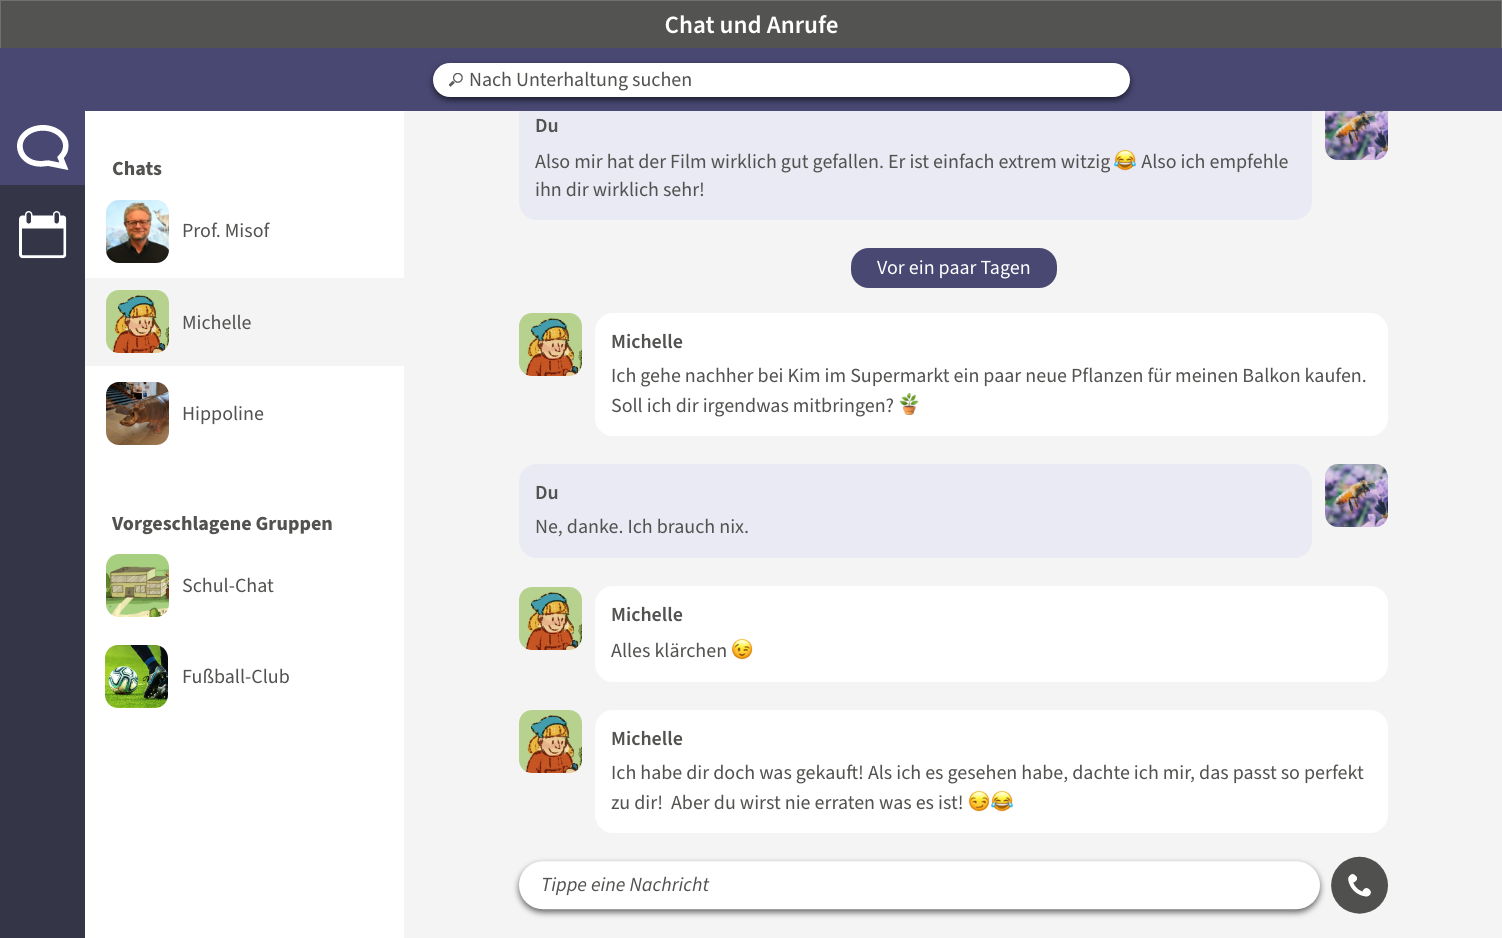 Chat und Anrufe
Nach Unterhaltung suchen
Chats
Prof. Misof
Michelle
Hippoline
Vorgeschlagene Gruppen
Schul-Chat
Fußball-Club
Du
Also mir hat der Film wirklich gut gefallen. Er ist einfach extrem witzig 😂 Also ich empfehle
ihn dir wirklich sehr!
Vor ein paar Tagen
Michelle
Ich gehe nachher bei Kim im Supermarkt ein paar neue Pflanzen für meinen Balkon kaufen.
Soll ich dir irgendwas mitbringen? 🪴
Du
Ne, danke. Ich brauch nix.
Michelle
Alles klärchen 😉
Michelle
Ich habe dir doch was gekauft! Als ich es gesehen habe, dachte ich mir, das passt so perfekt
zu dir!  Aber du wirst nie erraten was es ist! 😏😂
Tippe eine Nachricht